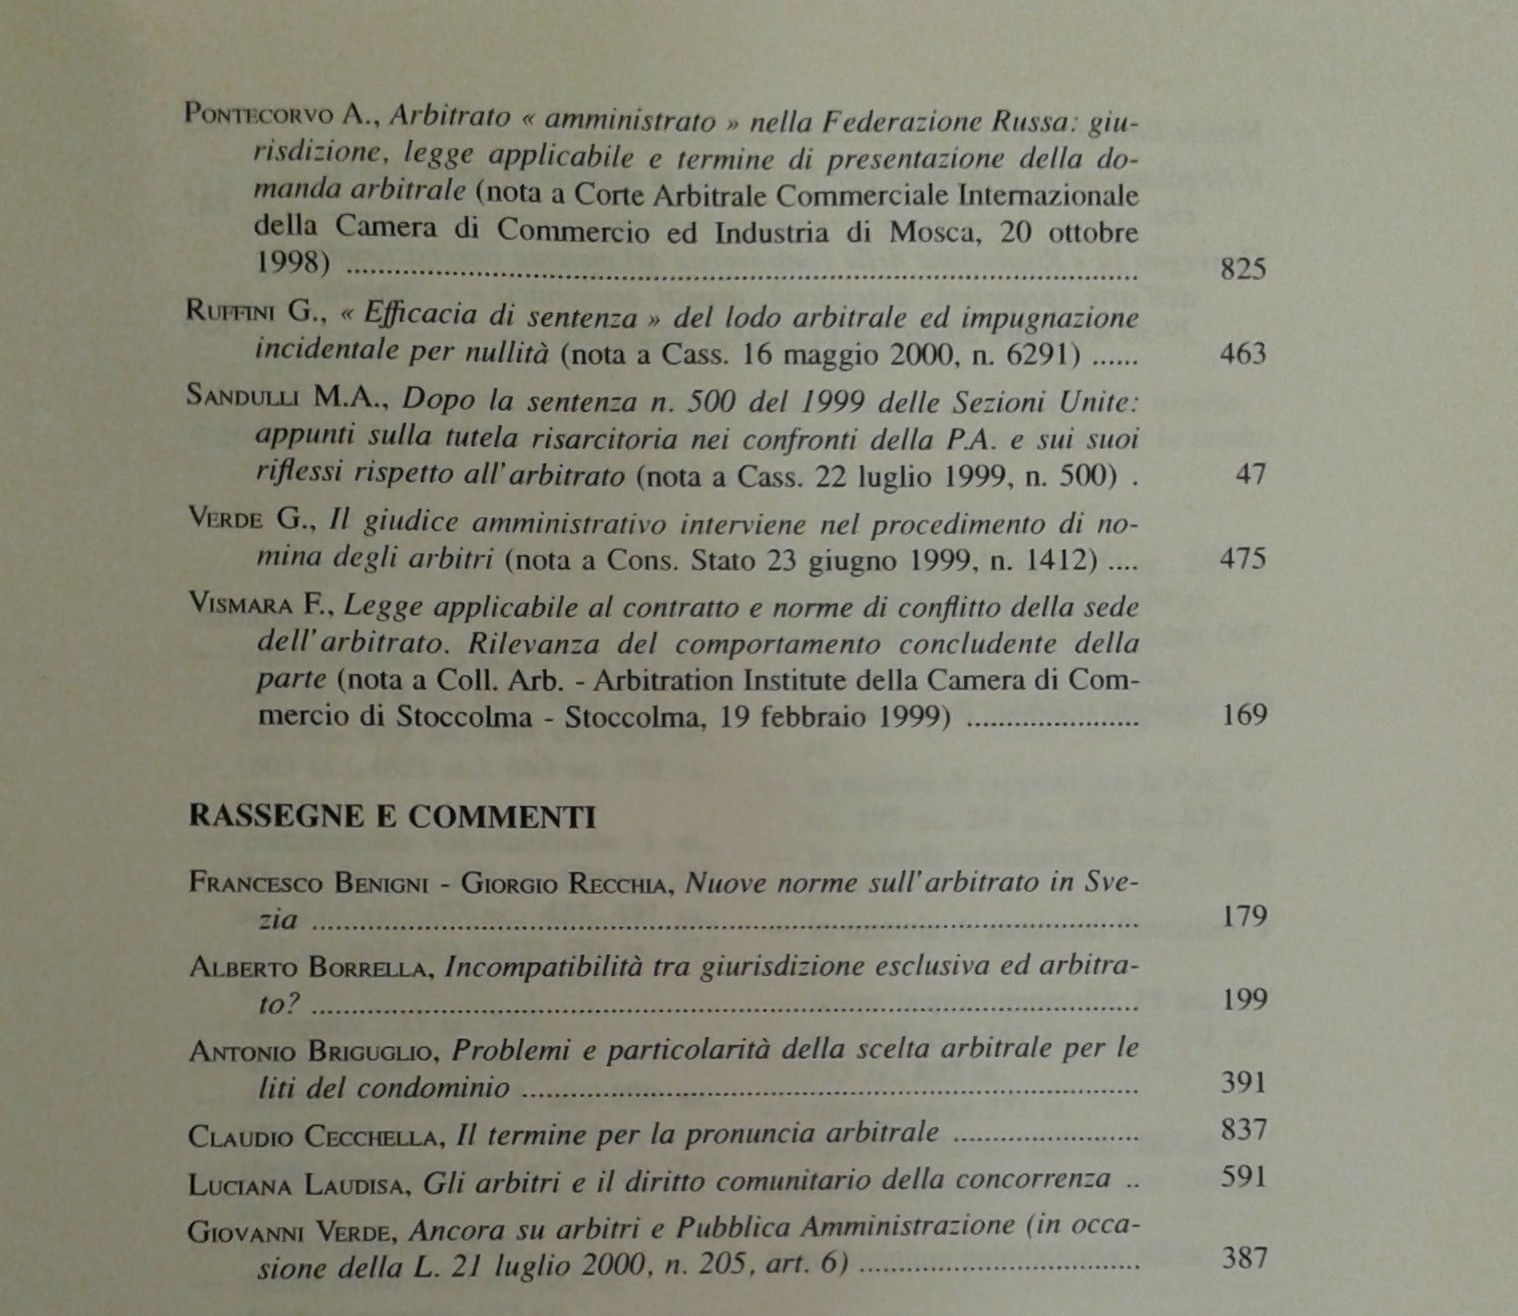 PONTECORVO A., Arbitrato « amministrato » nella Federazione Russa: giu-
risdizione, legge applicabile e termine di presentazione della do-
manda arbitrale (nota a Corte Arbitrale Commerciale Internazionale
della Camera di Commercio ed Industria di Mosca, 20 ottobre
1998) ........................................................................ 825
RUFFINI G., « Efficacia di sentenza » del lodo arbitrale ed impugnazione
incidentale per nullità (nota a Cass. 16 maggio 2000, n. 6291) ...... 463
SANDULLI M.A., Dopo la sentenza n. 500 del 1999 delle Sezioni Unite:
appunti sulla tutela risarcitoria nei confronti della P.A. e sui suoi
riflessi rispetto all'arbitrato (nota a Cass. 22 luglio 1999, n. 500) . 47
VERDE G., Il giudice amministrativo interviene nel procedimento di no-
mina degli arbitri (nota a Cons. Stato 23 giugno 1999, n. 1412) .... 475
VISMARA F., Legge applicabile al contratto e norme di conflitto della sede
dell'arbitrato. Rilevanza del comportamento concludente della
parte (nota a Coll. Arb. - Arbitration Institute della Camera di Com-
mercio di Stoccolma - Stoccolma, 19 febbraio 1999) ...................... 169
RASSEGNE E COMMENTI
FRANCESCO BENIGNI - GIORGIO RECCHIA, Nuove norme sull'arbitrato in Sve-
zia ........................................................................ 179
ALBERTO BORRELLA, Incompatibilità tra giurisdizione esclusiva ed arbitra-
to? ........................................................................ 199
ANTONIO BRIGUGLIO, Problemi e particolarità della scelta arbitrale per le
liti del condominio ........................................................................ 391
CLAUDIO CECCHELLA, Il termine per la pronuncia arbitrale ........................ 837
LUCIANA LAUDISA, Gli arbitri e il diritto comunitario della concorrenza .. 591
GIOVANNI VERDE, Ancora su arbitri e Pubblica Amministrazione (in occa-
sione della L. 21 luglio 2000, n. 205, art. 6) .................................... 387